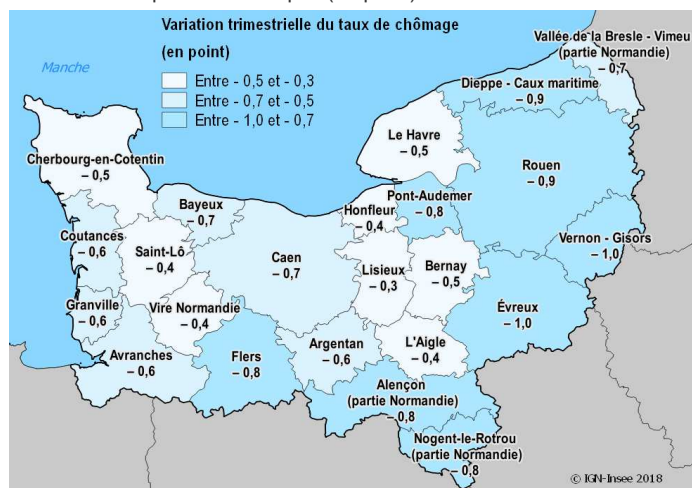 Variation trimestrielle du taux de chômage
(en point)
Entre - 0,5 et - 0,3
Entre - 0,7 et - 0,5
Entre - 1,0 et - 0,7
Manche
Vallée de la Bresle - Vimeu
(partie Normandie)
– 0,7
Dieppe - Caux maritime
– 0,9
Le Havre
– 0,5
Rouen
– 0,9
Cherbourg-en-Cotentin
– 0,5
Bayeux
– 0,7
Honfleur
– 0,4
Pont-Audemer
– 0,8
Coutances
– 0,6
Saint-Lô
– 0,4
Caen
– 0,7
Lisieux
– 0,3
Bernay
– 0,5
Vernon - Gisors
– 1,0
Granville
– 0,6
Vire Normandie
– 0,4
Évreux
– 1,0
Avranches
– 0,6
Flers
– 0,8
Argentan
– 0,6
L'Aigle
– 0,4
Alençon
(partie Normandie)
– 0,8
Nogent-le-Rotrou
(partie Normandie)
– 0,8
© IGN-Insee 2018